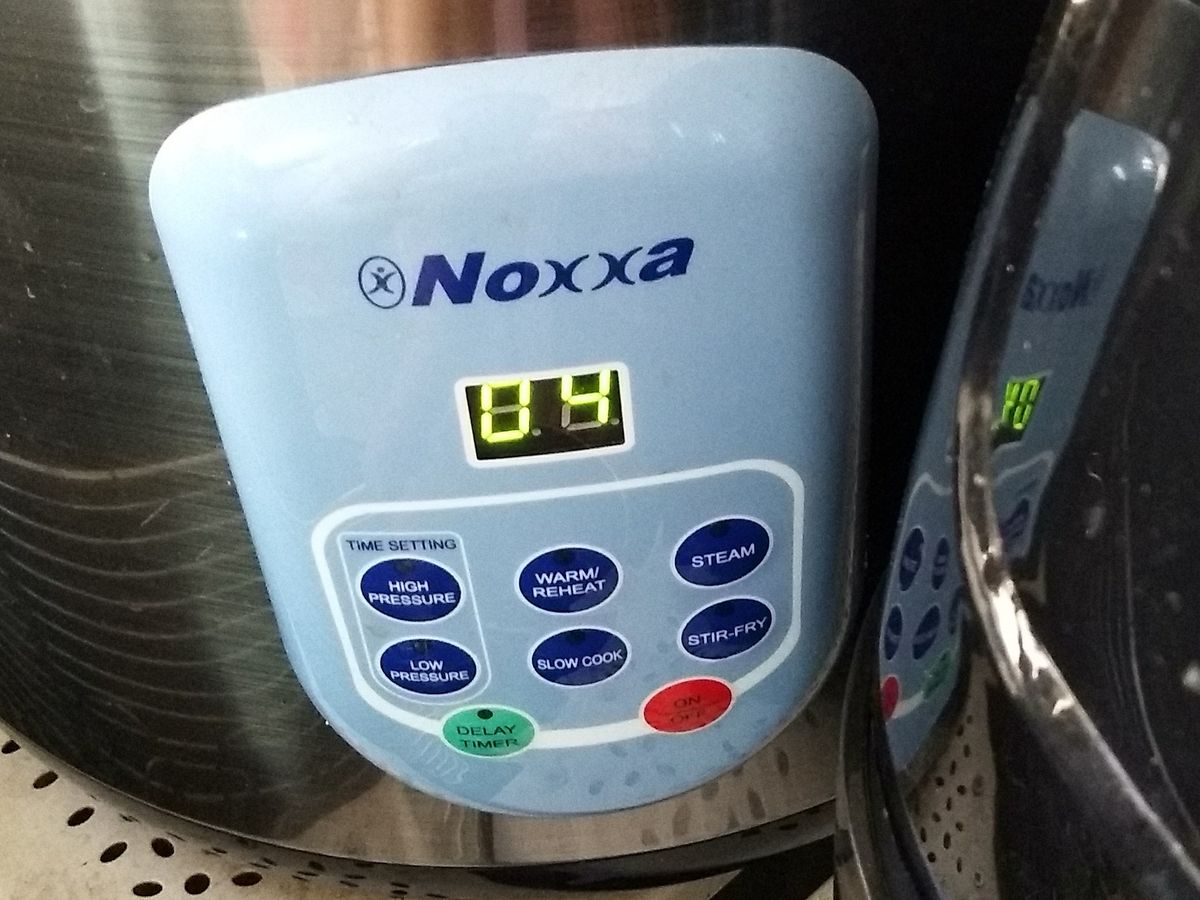 Noxxa
04
TIME SETTING
HIGH
PRESSURE
WARM/
REHEAT
STEAM
LOW
PRESSURE
SLOW COOK
STIR-FRY
DELAY
TIMER
ON
OFF